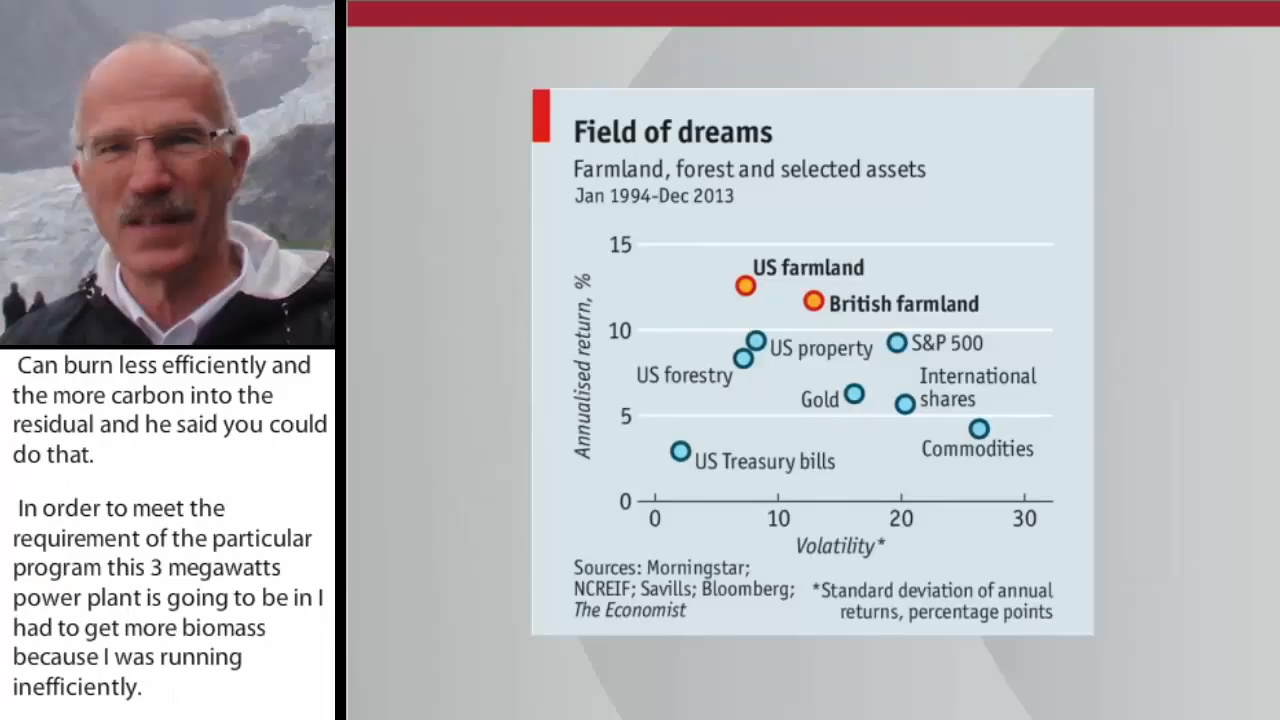 Can burn less efficiently and
the more carbon into the
residual and he said you could
do that.
In order to meet the
requirement of the particular
program this 3 megawatts
power plant is going to be in I
had to get more biomass
because I was running
inefficiently.
Field of dreams
Farmland, forest and selected assets
Jan 1994-Dec 2013
Annualised return, %
15
10
5
0
US farmland
British farmland
US property
S&P 500
US forestry
International
shares
Gold
Commodities
US Treasury bills
0 10 20 30
Volatility*
Sources: Morningstar;
NCREIF; Savills; Bloomberg;
The Economist
*Standard deviation of annual
returns, percentage points